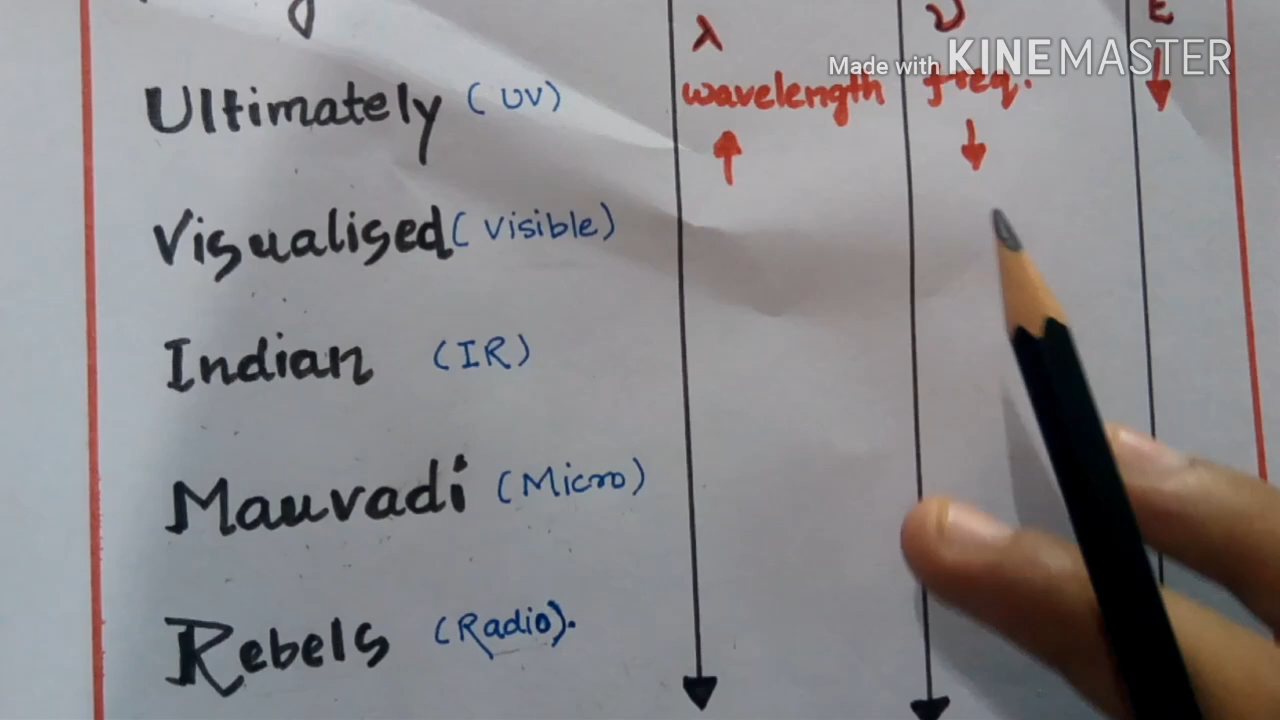 λ
ν
E
Made with KINEMASTER
Ultimately (UV)
wavelength
freq.
Visualised (Visible)
Indian (IR)
Mauvadi (Micro)
Rebels (Radio).